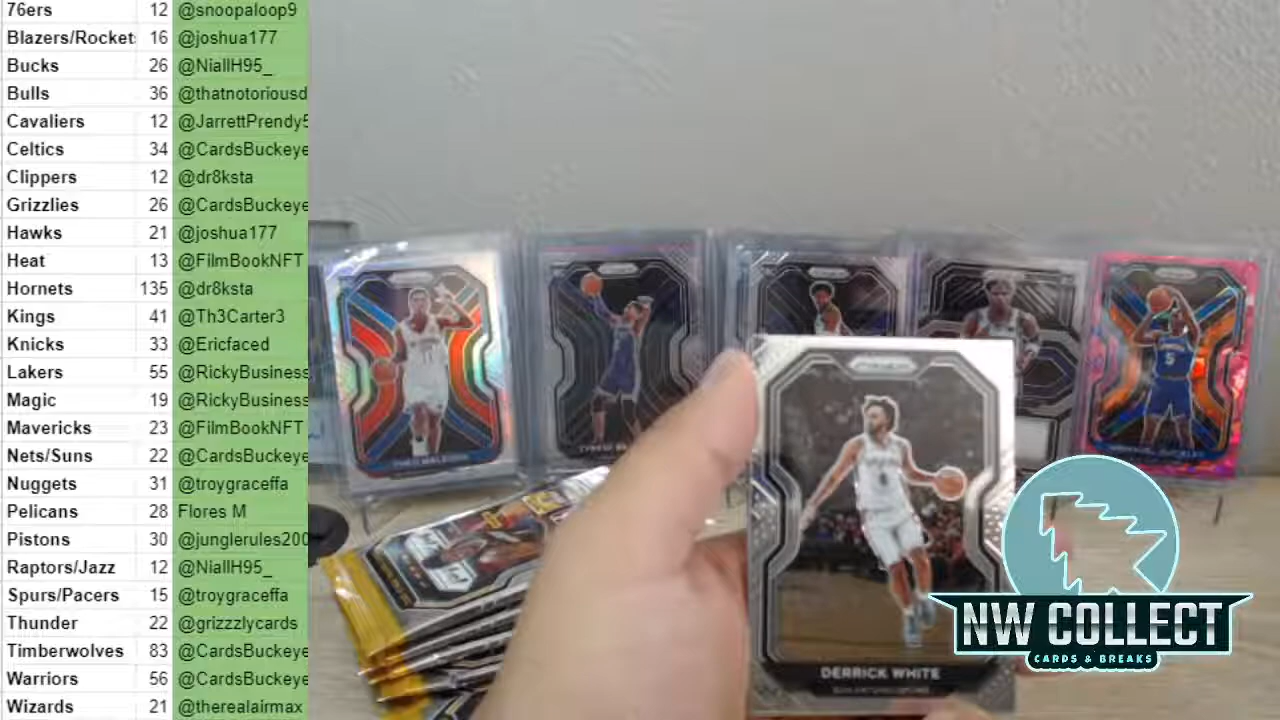 76ers 12 @snoopaloop9
Blazers/Rocket 16 @joshua177
Bucks 26 @NiallH95_
Bulls 36 @thatnotoriousd
Cavaliers 12 @JarrettPrendy5
Celtics 34 @CardsBuckeye
Clippers 12 @dr8ksta
Grizzlies 26 @CardsBuckeye
Hawks 21 @joshua177
Heat 13 @FilmBookNFT
Hornets 135 @dr8ksta
Kings 41 @Th3Carter3
Knicks 33 @Ericfaced
Lakers 55 @RickyBusiness
Magic 19 @RickyBusiness
Mavericks 23 @FilmBookNFT
Nets/Suns 22 @CardsBuckeye
Nuggets 31 @troygraceffa
Pelicans 28 Flores M
Pistons 30 @junglerules200
Raptors/Jazz 12 @NiallH95_
Spurs/Pacers 15 @troygraceffa
Thunder 22 @grizzzlycards
Timberwolves 83 @CardsBuckeye
Warriors 56 @CardsBuckeye
Wizards 21 @therealairmax
5
PRIZM
DERRICK WHITE
NW COLLECT
CARDS & BREAKS